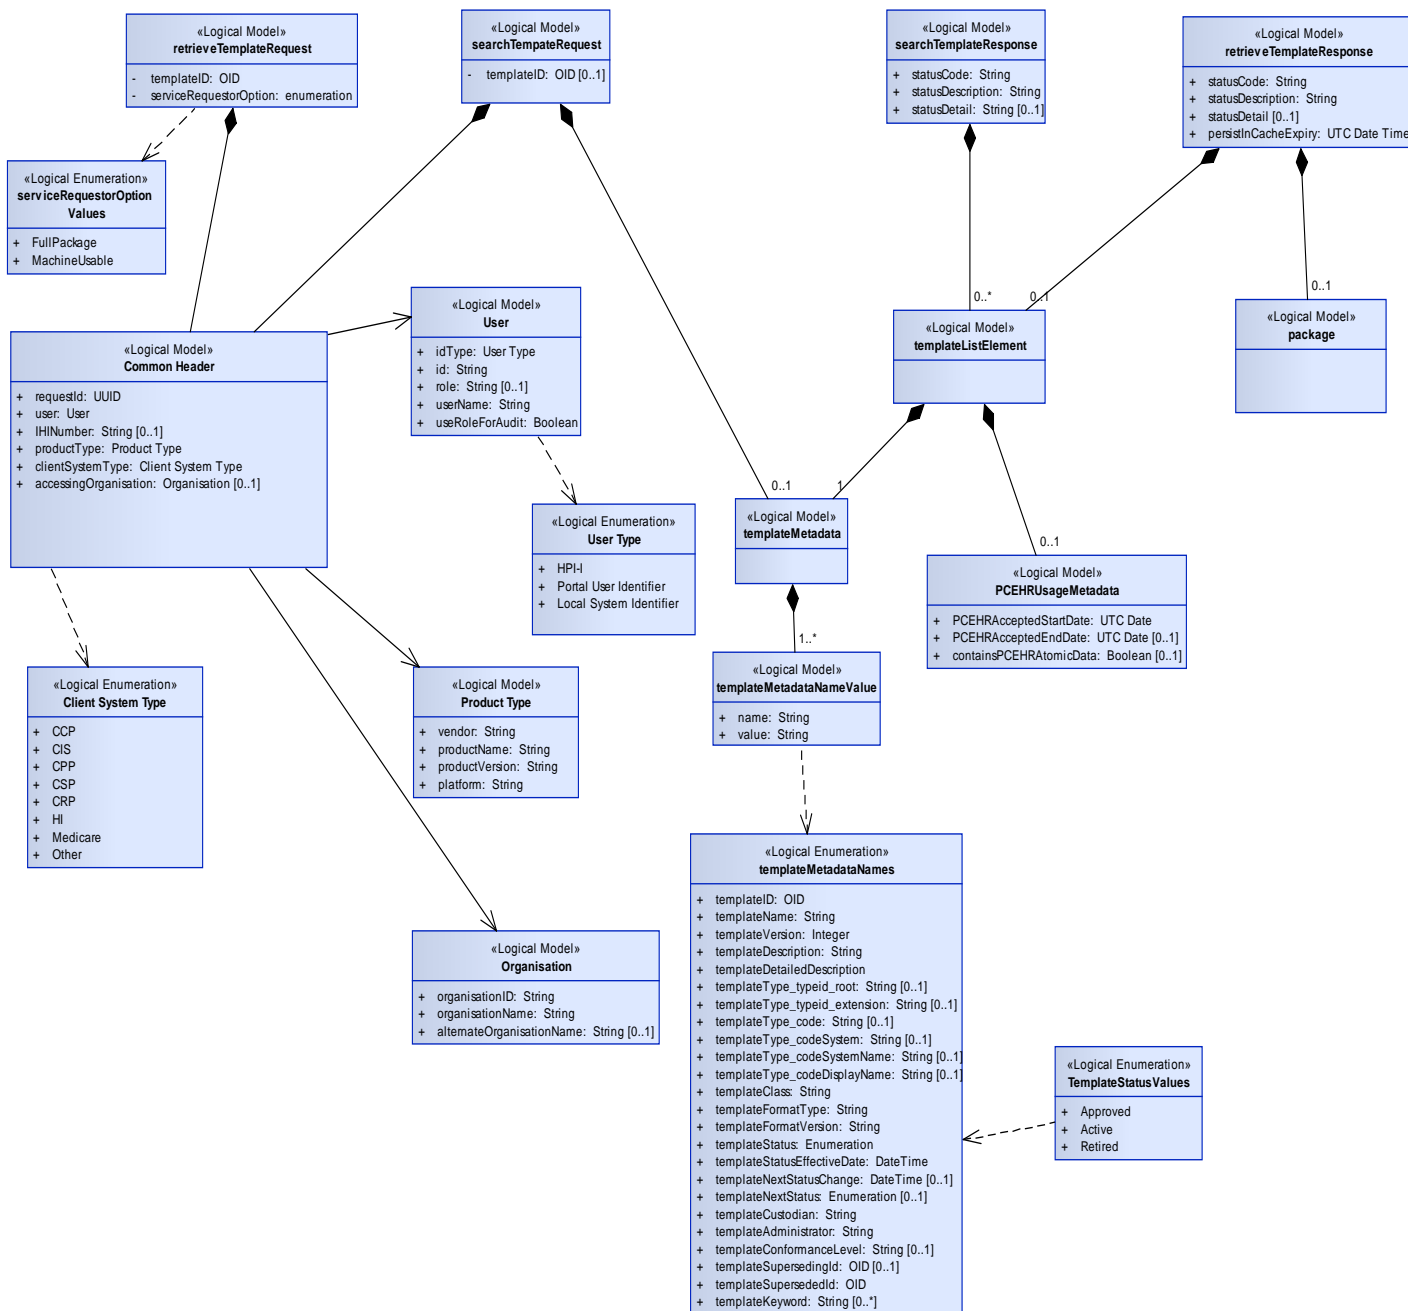 «Logical Model»
retrieveTemplateRequest
- templateID: OID
- serviceRequestorOption: enumeration
«Logical Model»
searchTempateRequest
- templateID: OID [0..1]
«Logical Model»
searchTemplateResponse
+ statusCode: String
+ statusDescription: String
+ statusDetail: String [0..1]
«Logical Model»
retrieveTemplateResponse
+ statusCode: String
+ statusDescription: String
+ statusDetail [0..1]
+ persistInCacheExpiry: UTC Date Time
«Logical Enumeration»
serviceRequestorOption
Values
+ FullPackage
+ MachineUsable
0..*
0..1
0..1
«Logical Model»
User
+ idType: User Type
+ id: String
+ role: String [0..1]
+ userName: String
+ useRoleForAudit: Boolean
«Logical Model»
templateListElement
«Logical Model»
package
«Logical Model»
Common Header
+ requestId: UUID
+ user: User
+ IHINumber: String [0..1]
+ productType: Product Type
+ clientSystemType: Client System Type
+ accessingOrganisation: Organisation [0..1]
0..1
1
0..1
«Logical Enumeration»
User Type
+ HPI-I
+ Portal User Identifier
+ Local System Identifier
«Logical Model»
templateMetadata
«Logical Model»
PCEHRUsageMetadata
+ PCEHRAcceptedStartDate: UTC Date
+ PCEHRAcceptedEndDate: UTC Date [0..1]
+ containsPCEHRAtomicData: Boolean [0..1]
1..*
«Logical Enumeration»
Client System Type
+ CCP
+ CIS
+ CPP
+ CSP
+ CRP
+ HI
+ Medicare
+ Other
«Logical Model»
Product Type
+ vendor: String
+ productName: String
+ productVersion: String
+ platform: String
«Logical Model»
templateMetadataNameValue
+ name: String
+ value: String
«Logical Enumeration»
templateMetadataNames
+ templateID: OID
+ templateName: String
+ templateVersion: Integer
+ templateDescription: String
+ templateDetailedDescription
+ templateType_typeid_root: String [0..1]
+ templateType_typeid_extension: String [0..1]
+ templateType_code: String [0..1]
+ templateType_codeSystem: String [0..1]
+ templateType_codeSystemName: String [0..1]
+ templateType_codeDisplayName: String [0..1]
+ templateClass: String
+ templateFormatType: String
+ templateFormatVersion: String
+ templateStatus: Enumeration
+ templateStatusEffectiveDate: DateTime
+ templateNextStatusChange: DateTime [0..1]
+ templateNextStatus: Enumeration [0..1]
+ templateCustodian: String
+ templateAdministrator: String
+ templateConformanceLevel: String [0..1]
+ templateSupersedingId: OID [0..1]
+ templateSupersededId: OID
+ templateKeyword: String [0..*]
«Logical Model»
Organisation
+ organisationID: String
+ organisationName: String
+ alternateOrganisationName: String [0..1]
«Logical Enumeration»
TemplateStatusValues
+ Approved
+ Active
+ Retired